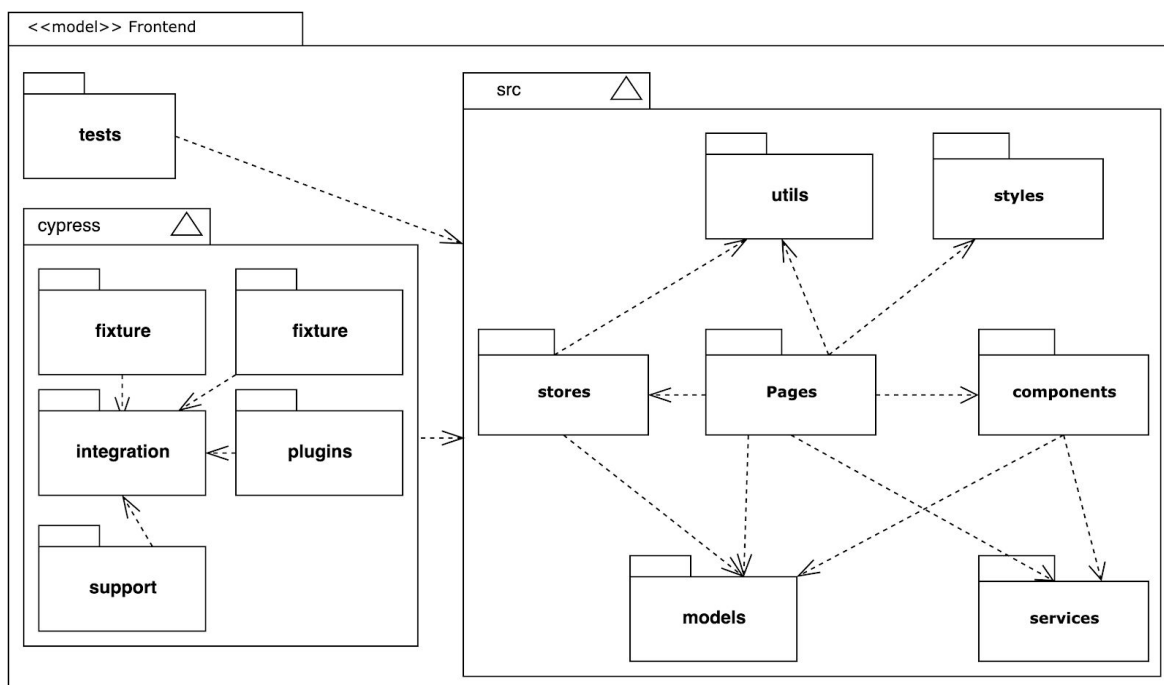 <<model>> Frontend
tests
src
utils
styles
cypress
fixture
fixture
stores
Pages
components
integration
plugins
support
models
services